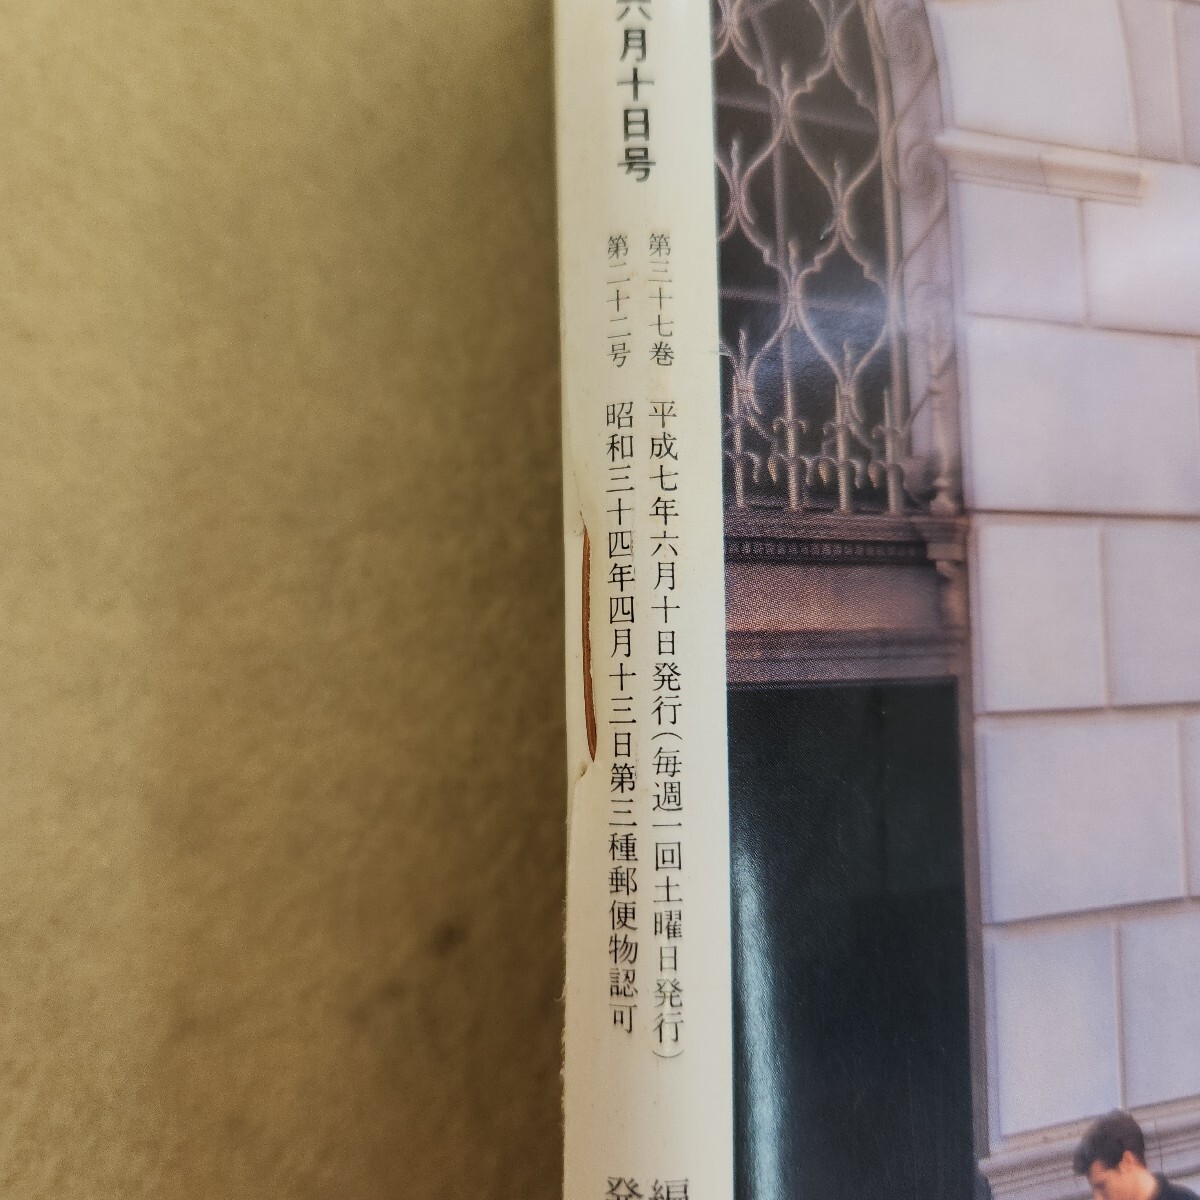 六月十日号
第三十七巻 平成七年六月十日発行(毎週一回土曜日発行)
第二十二号 昭和三十四年四月十三日第三種郵便物認可
編
発